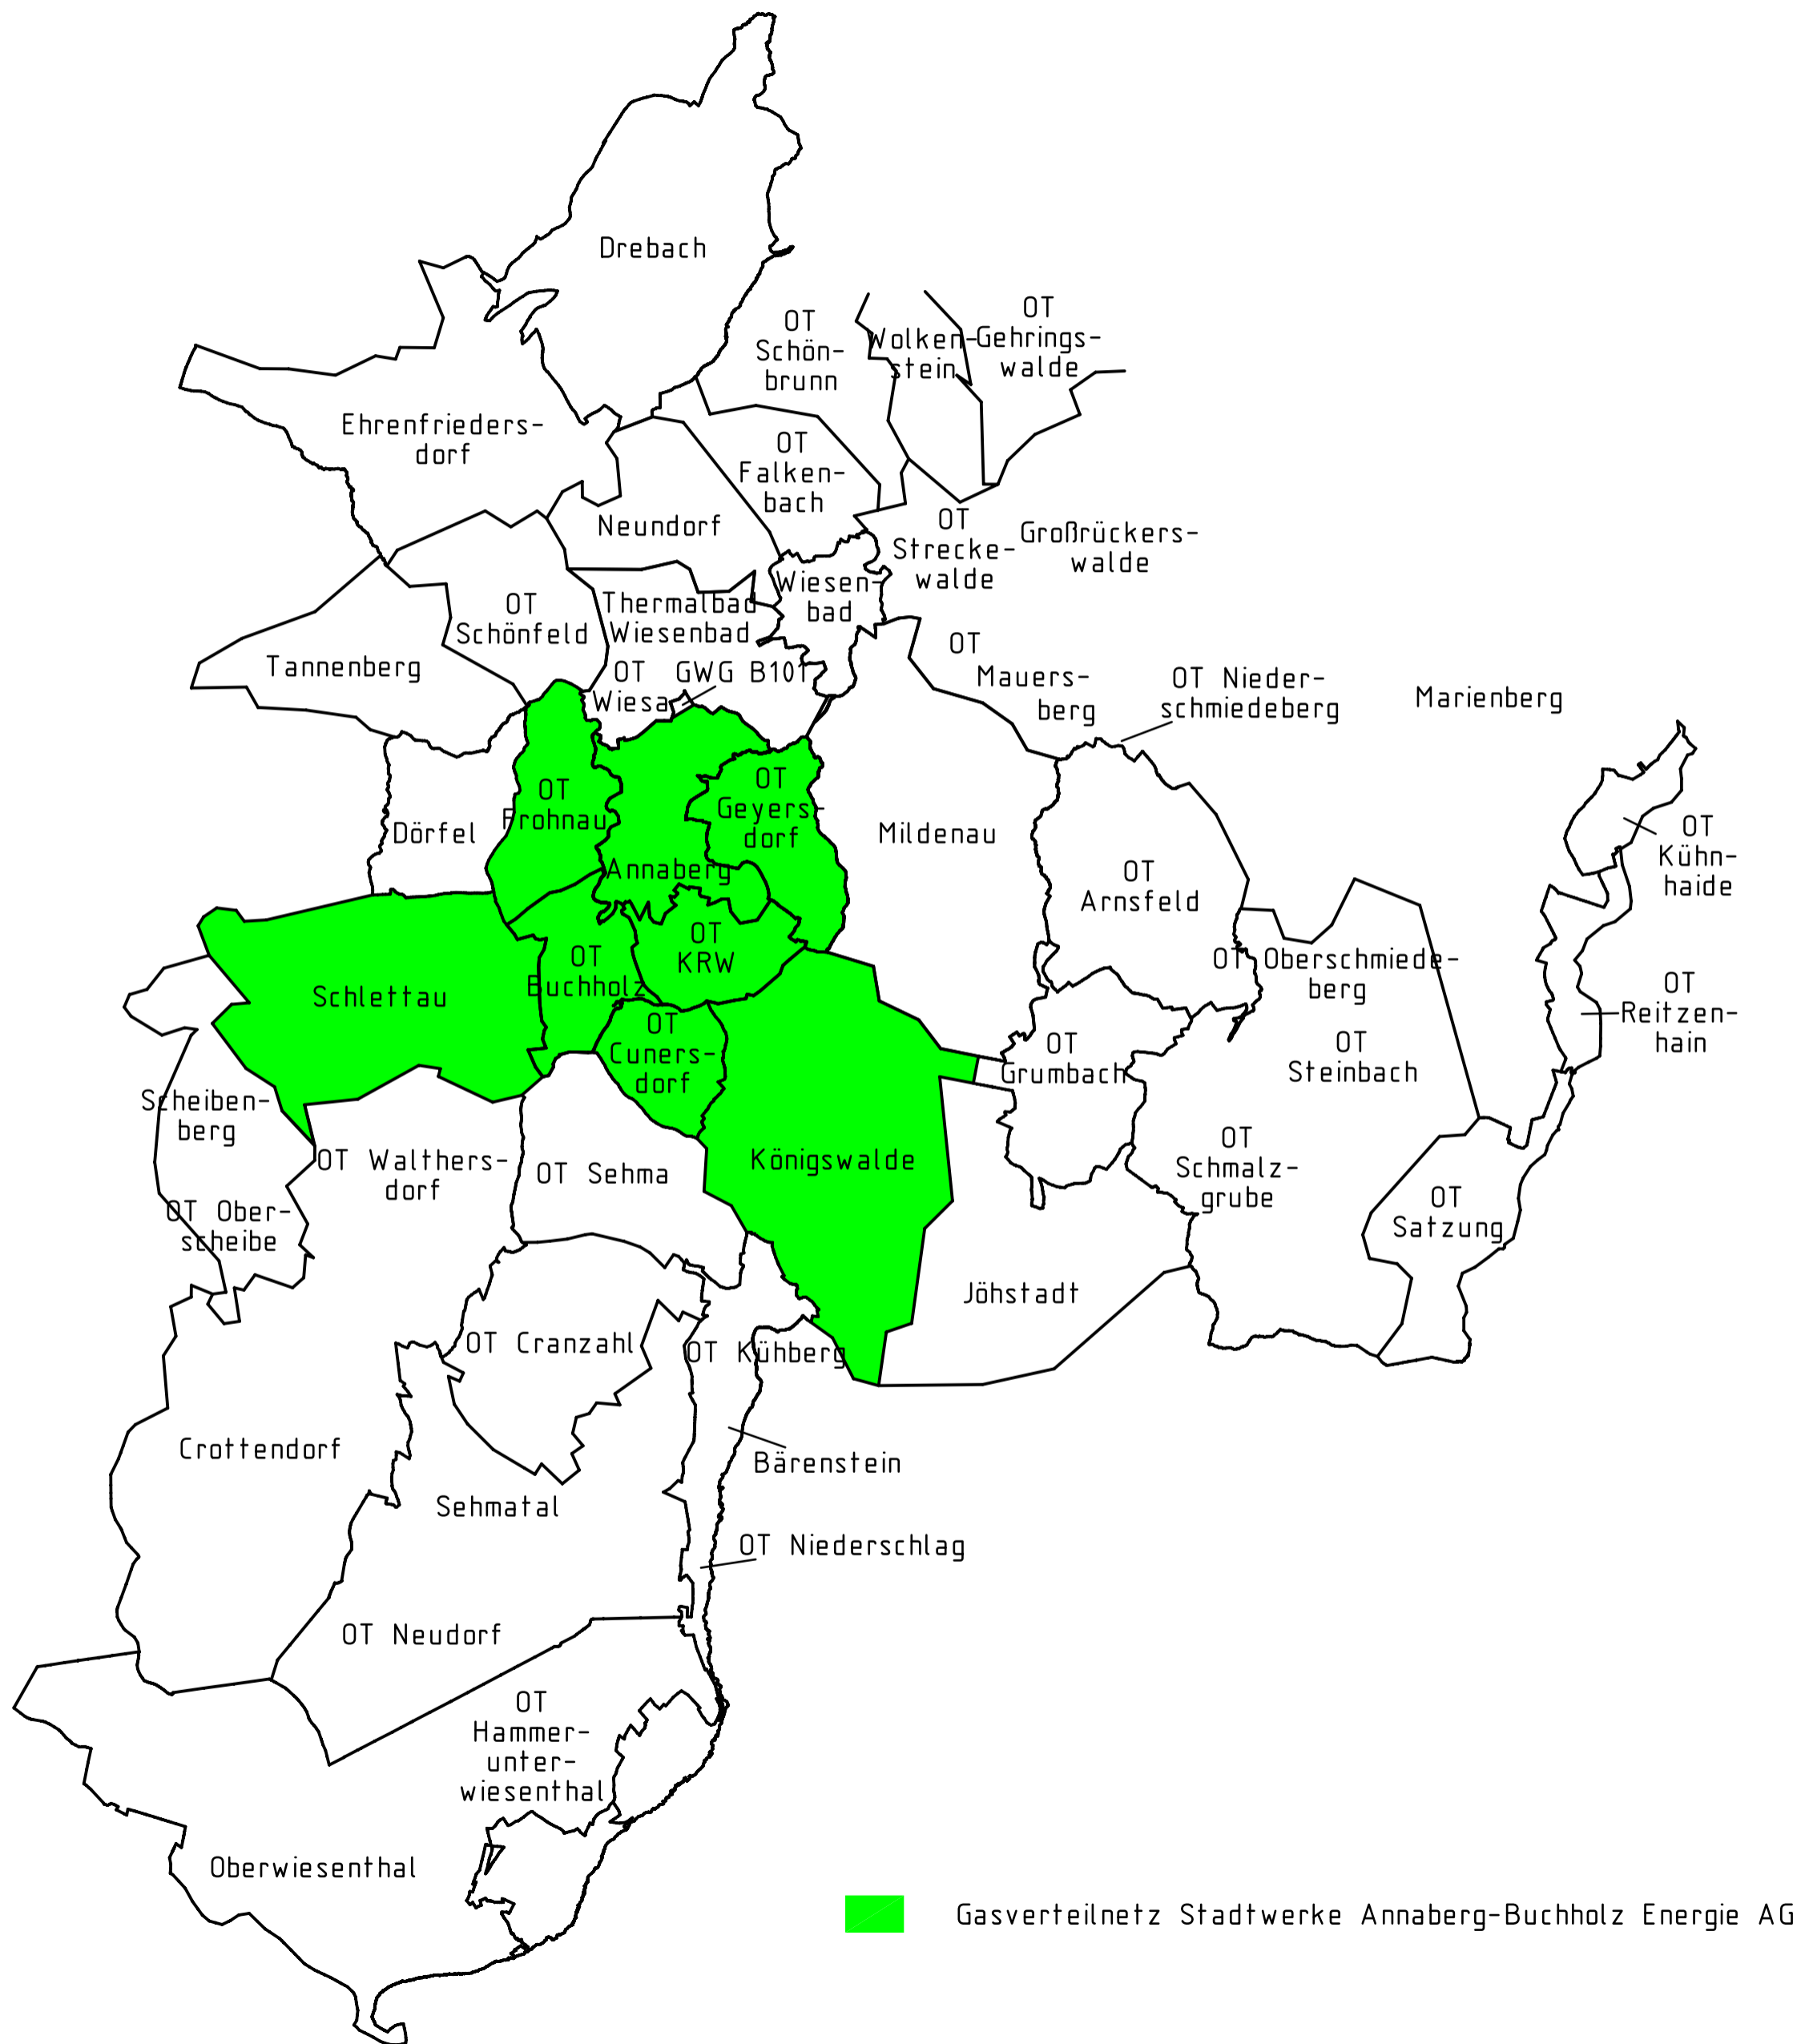 Drebach
OT
Schön-
brunn
Wolken-
stein
OT
Gehrings-
walde
Ehrenfrieders-
dorf
OT
Falken-
bach
Neundorf
OT
Strecke-
walde
Großrückers-
walde
Wiesen-
bad
OT
Schönfeld
Thermalbad
Wiesenbad
Tannenberg
OT
Wiesa
GWG B101
OT
Mauers-
berg
OT Nieder-
schmiedeberg
Marienberg
OT
Frohnau
OT
Geyers-
dorf
Dörfel
Mildenau
Annaberg
OT
Arnsfeld
OT
Kühn-
haide
OT
KRW
OT
Buchholz
Schlettau
OT Oberschmiede-
berg
OT
Reitzen-
hain
OT
Cuners-
dorf
OT
Grumbach
OT
Steinbach
Scheiben-
berg
OT Walthers-
dorf
OT Sehma
Königswalde
OT
Schmalz-
grube
OT
Satzung
OT Ober-
scheibe
Jöhstadt
OT Cranzahl
OT Kühberg
Crottendorf
Bärenstein
Sehmatal
OT Niederschlag
OT Neudorf
OT
Hammer-
unter-
wiesenthal
Oberwiesenthal
Gasverteilnetz Stadtwerke Annaberg-Buchholz Energie AG